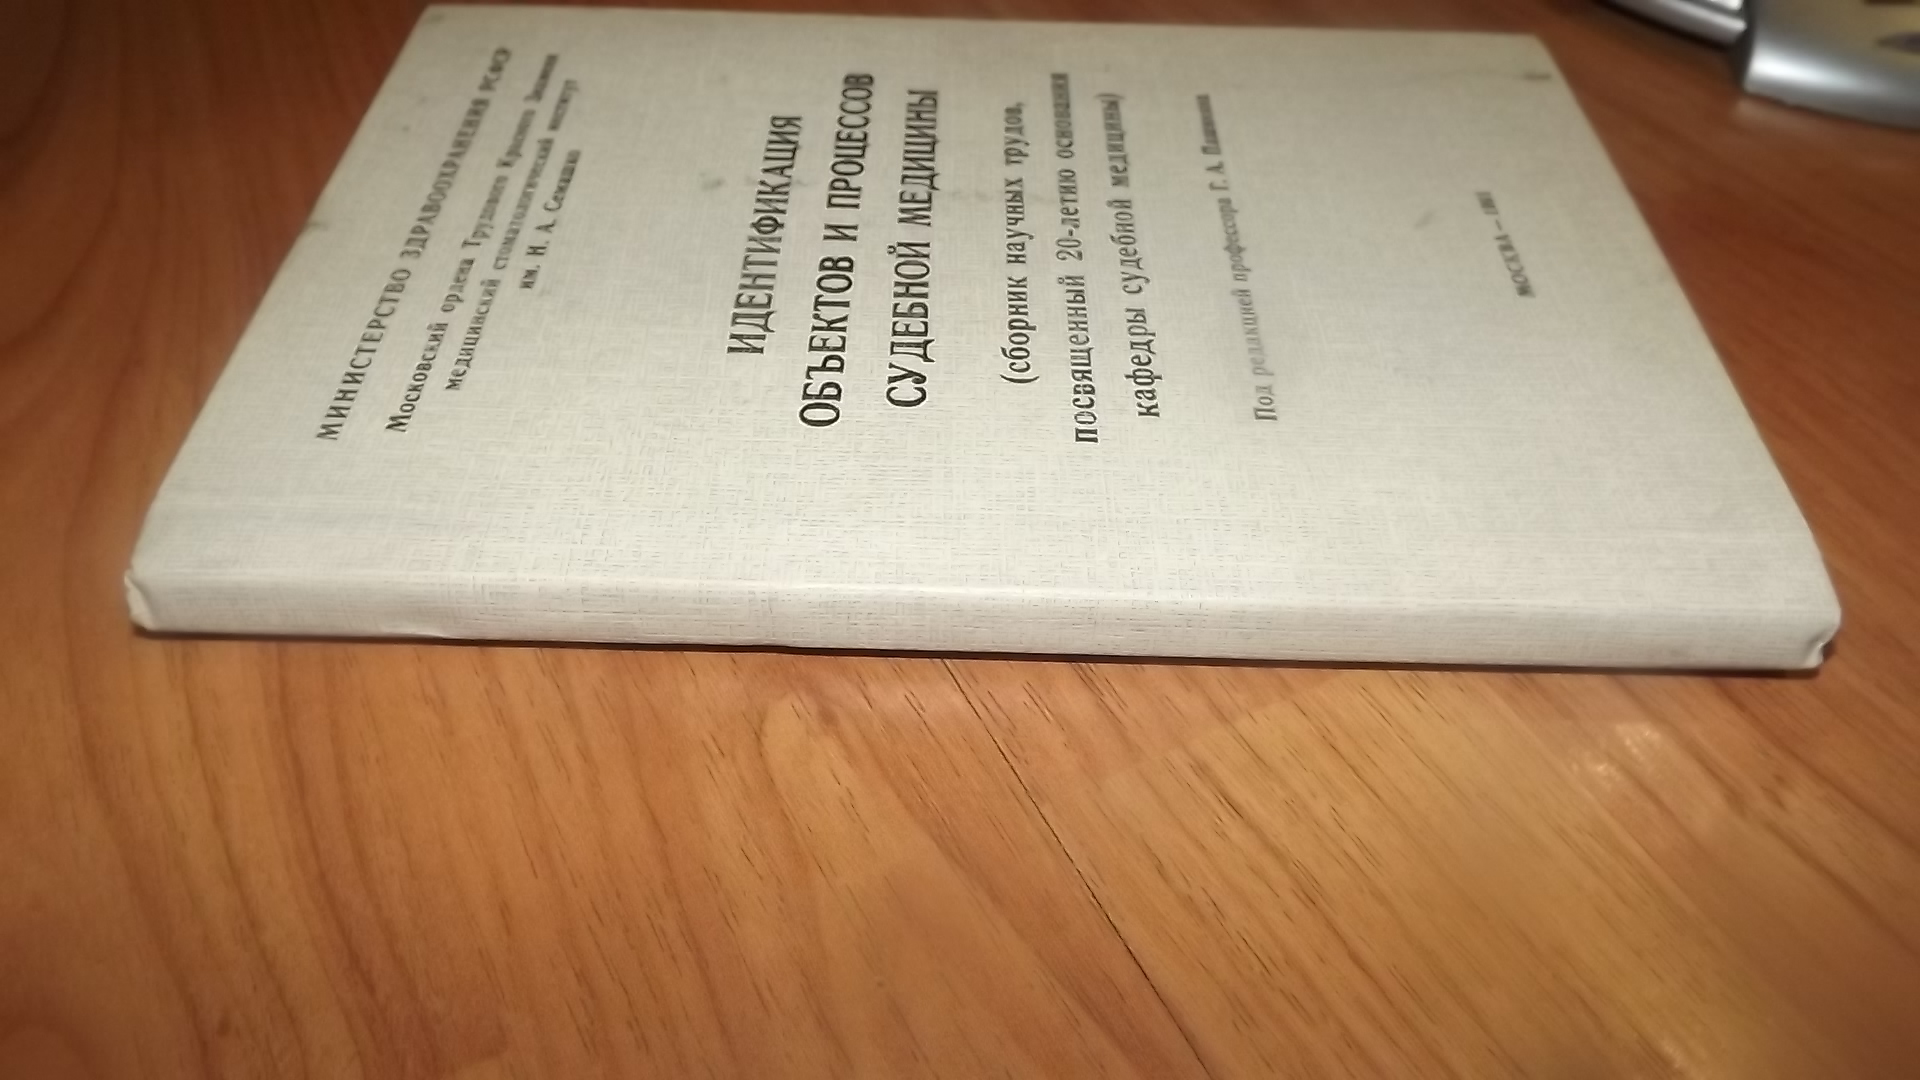 МИНИСТЕРСТВО ЗДРАВООХРАНЕНИЯ РСФСР
Московский ордена Трудового Красного Знамени
медицинский стоматологический институт
им. Н. А. Семашко
ИДЕНТИФИКАЦИЯ
ОБЪЕКТОВ И ПРОЦЕССОВ
СУДЕБНОЙ МЕДИЦИНЫ
(сборник научных трудов,
посвященный 20-летию основания
кафедры судебной медицины)
Под редакцией профессора Г. А. Пашиняна
МОСКВА —